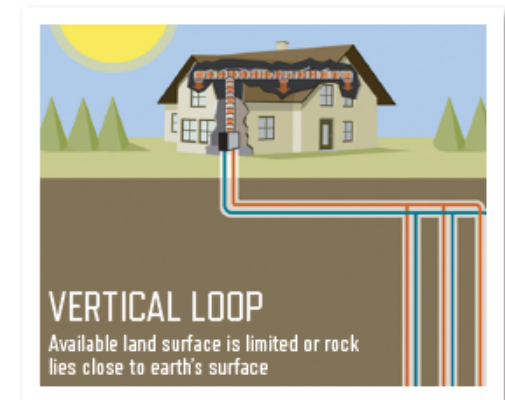 VERTICAL LOOP
Available land surface is limited or rock
lies close to earth's surface